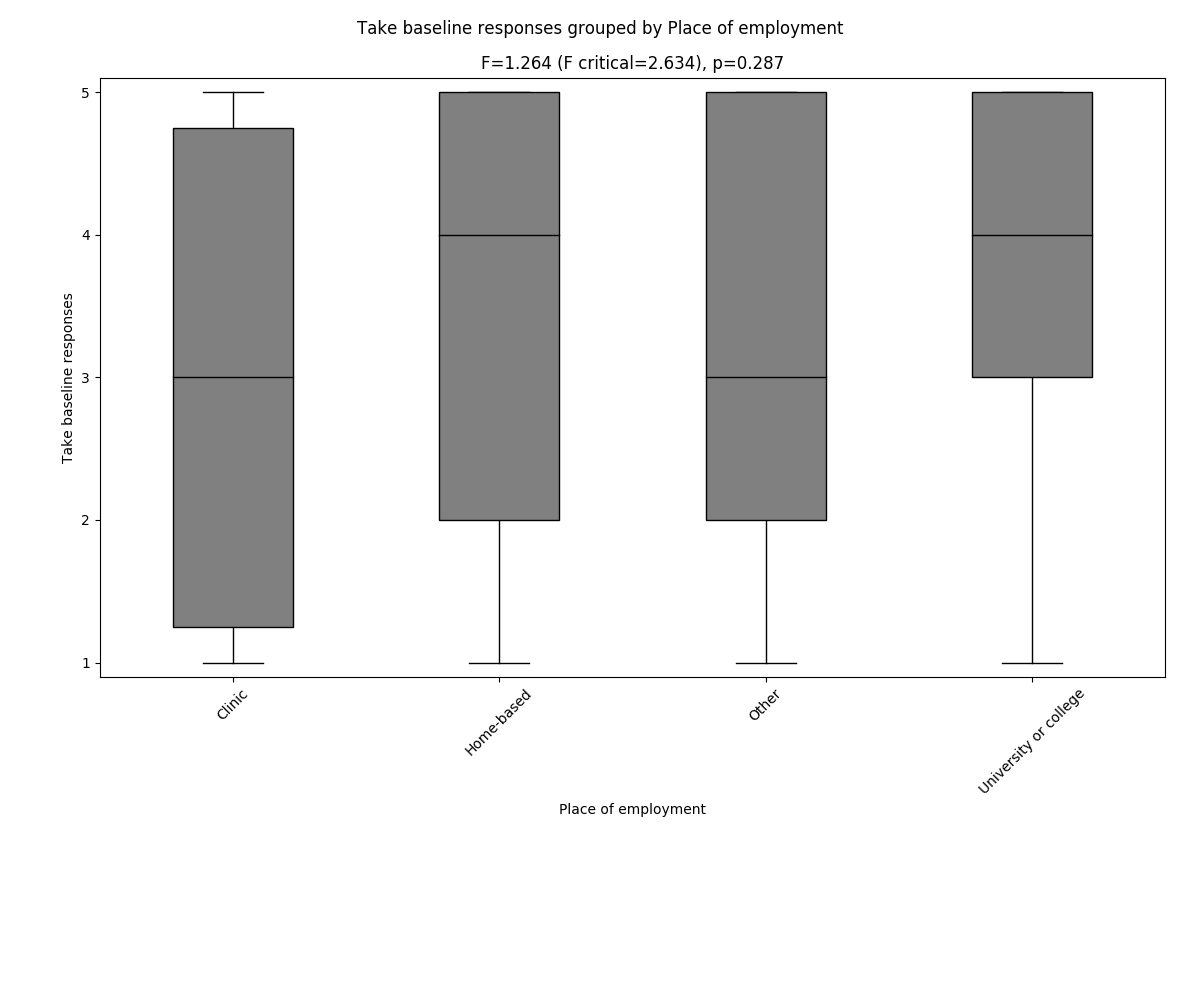 Take baseline responses grouped by Place of employment
F=1.264 (F critical=2.634), p=0.287
5
4
3
2
1
Take baseline responses
Clinic
Home-based
Other
University or college
Place of employment